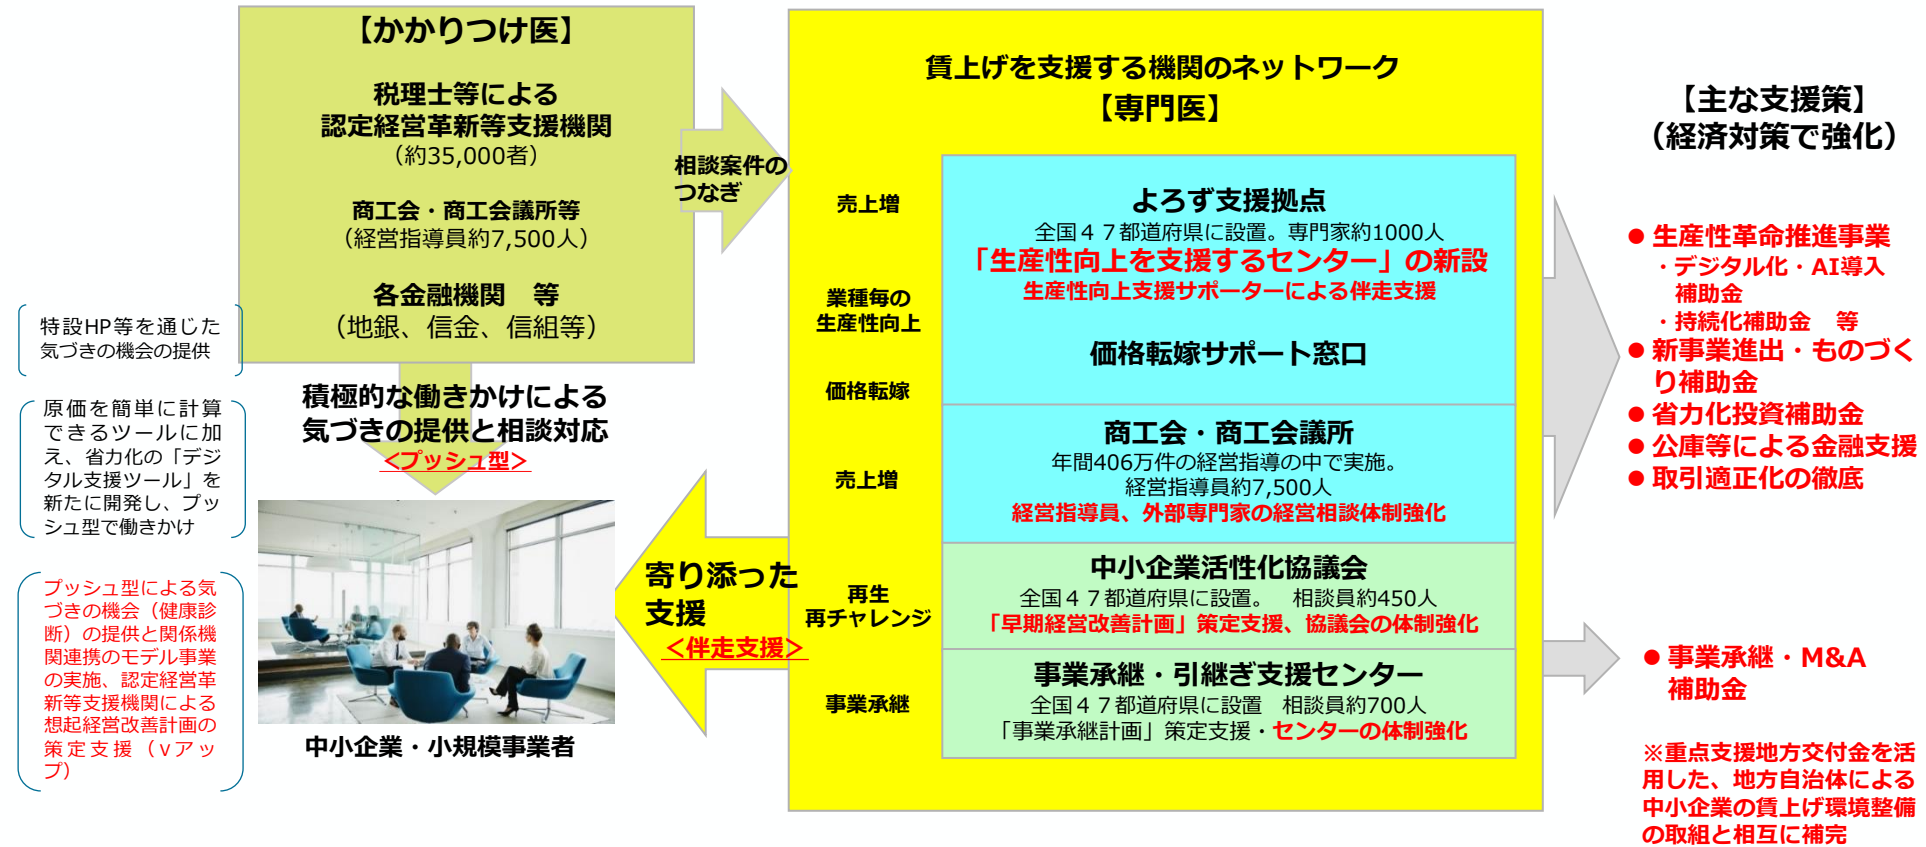 【かかりつけ医】
税理士等による
認定経営革新等支援機関
（約35,000者）
商工会・商工会議所等
（経営指導員約7,500人）
各金融機関　等
（地銀、信金、信組等）
相談案件の
つなぎ
特設HP等を通じた
気づきの機会の提供
原価を簡単に計算
できるツールに加
え、省力化の「デジ
タル支援ツール」を
新たに開発し、プッ
シュ型で働きかけ
プッシュ型による気
づきの機会（健康診
断）の提供と関係機
関連携のモデル事業
の実施、認定経営革
新等支援機関による
想起経営改善計画の
策定支援（vアッ
プ）
積極的な働きかけによる
気づきの提供と相談対応
＜プッシュ型＞
中小企業・小規模事業者
寄り添った
支援
＜伴走支援＞
賃上げを支援する機関のネットワーク
【専門医】
売上増
業種毎の
生産性向上
価格転嫁
よろず支援拠点
全国４７都道府県に設置。専門家約1000人
「生産性向上を支援するセンター」の新設
生産性向上支援サポーターによる伴走支援
価格転嫁サポート窓口
売上増
商工会・商工会議所
年間406万件の経営指導の中で実施。
経営指導員約7,500人
経営指導員、外部専門家の経営相談体制強化
再生
再チャレンジ
中小企業活性化協議会
全国４７都道府県に設置。　相談員約450人
「早期経営改善計画」策定支援、協議会の体制強化
事業承継
事業承継・引継ぎ支援センター
全国４７都道府県に設置　相談員約700人
「事業承継計画」策定支援・センターの体制強化
【主な支援策】
（経済対策で強化）
●生産性革命推進事業
・デジタル化・AI導入
補助金
・持続化補助金　等
●新事業進出・ものづく
り補助金
●省力化投資補助金
●公庫等による金融支援
●取引適正化の徹底
●事業承継・M&A
補助金
※重点支援地方交付金を活
用した、地方自治体による
中小企業の賃上げ環境整備
の取組と相互に補完